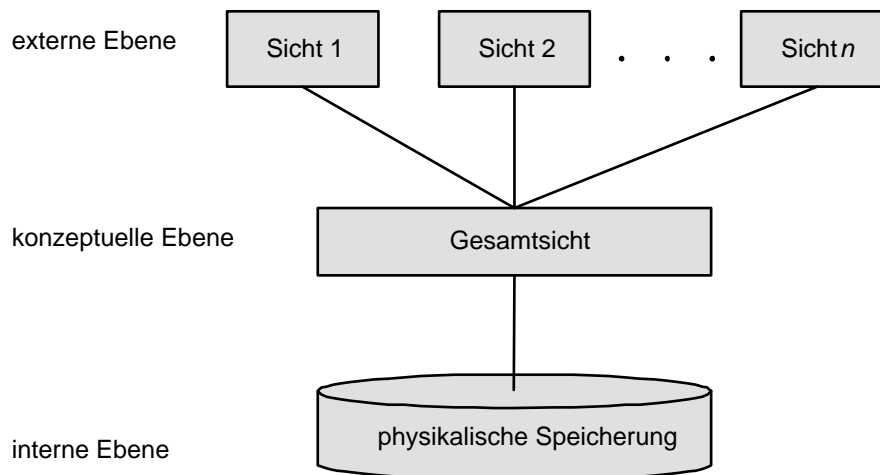 externe Ebene
Sicht 1
Sicht 2
. . .
Sicht n
konzeptuelle Ebene
Gesamtsicht
interne Ebene
physikalische Speicherung